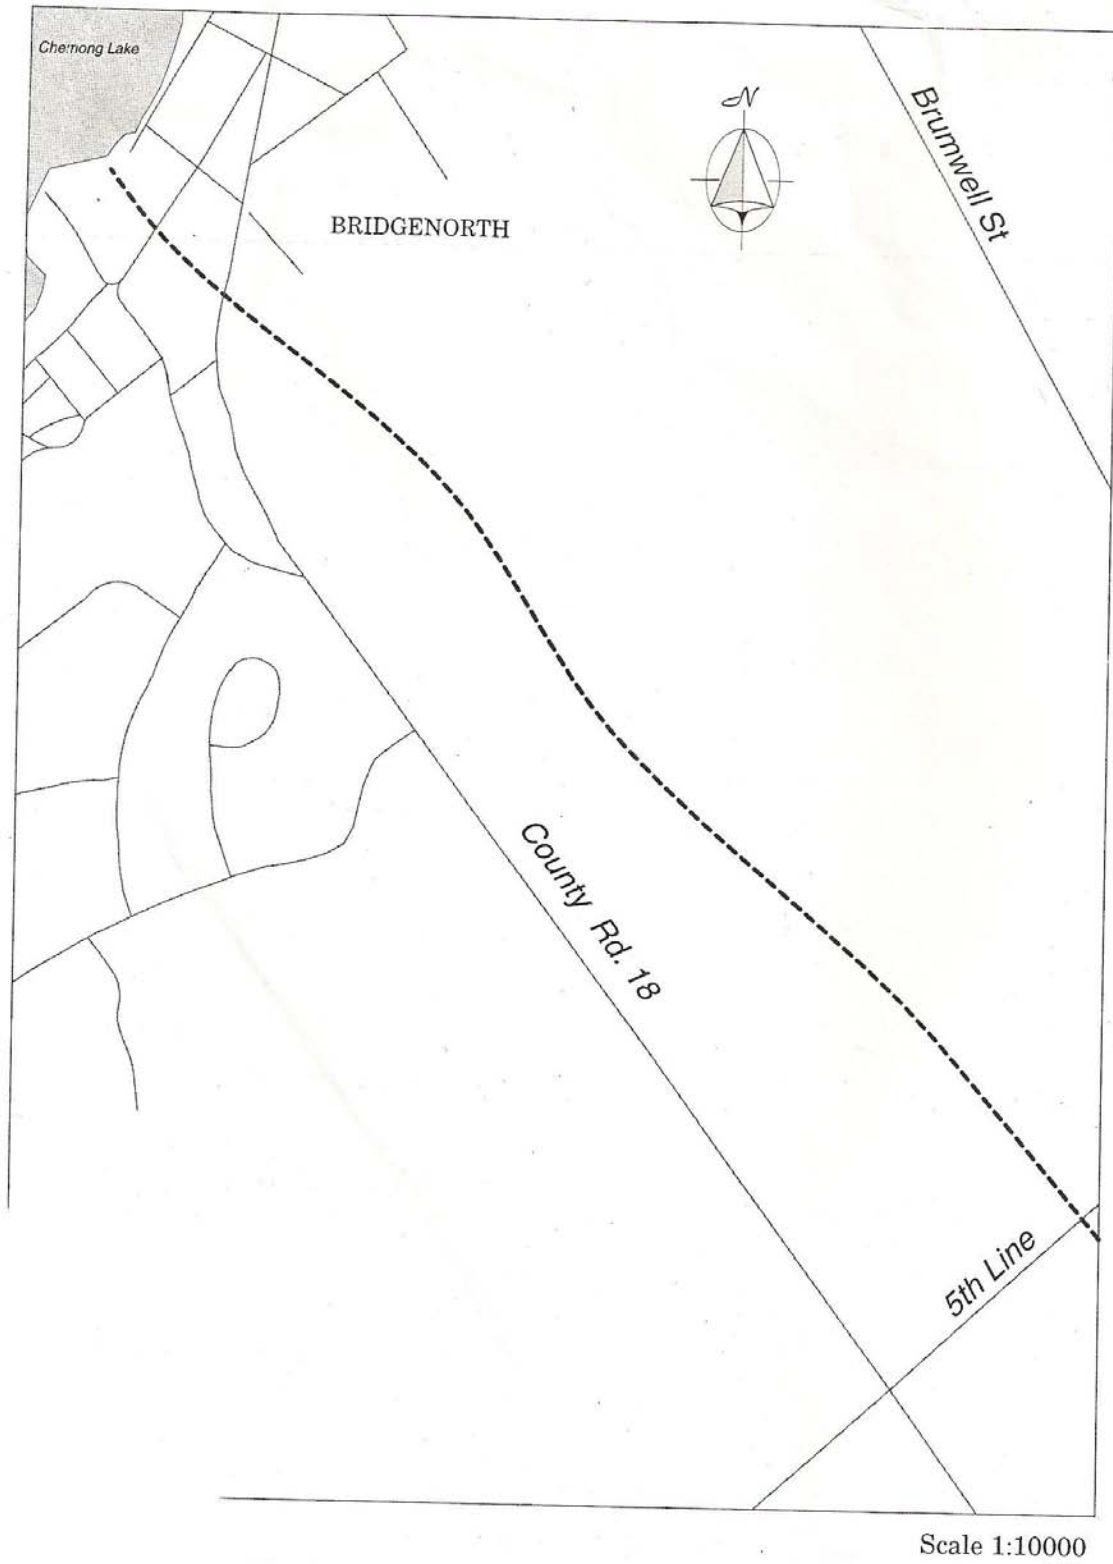 Chemong Lake
N
Brumwell St
BRIDGENORTH
County Rd. 18
5th Line
Scale 1:10000